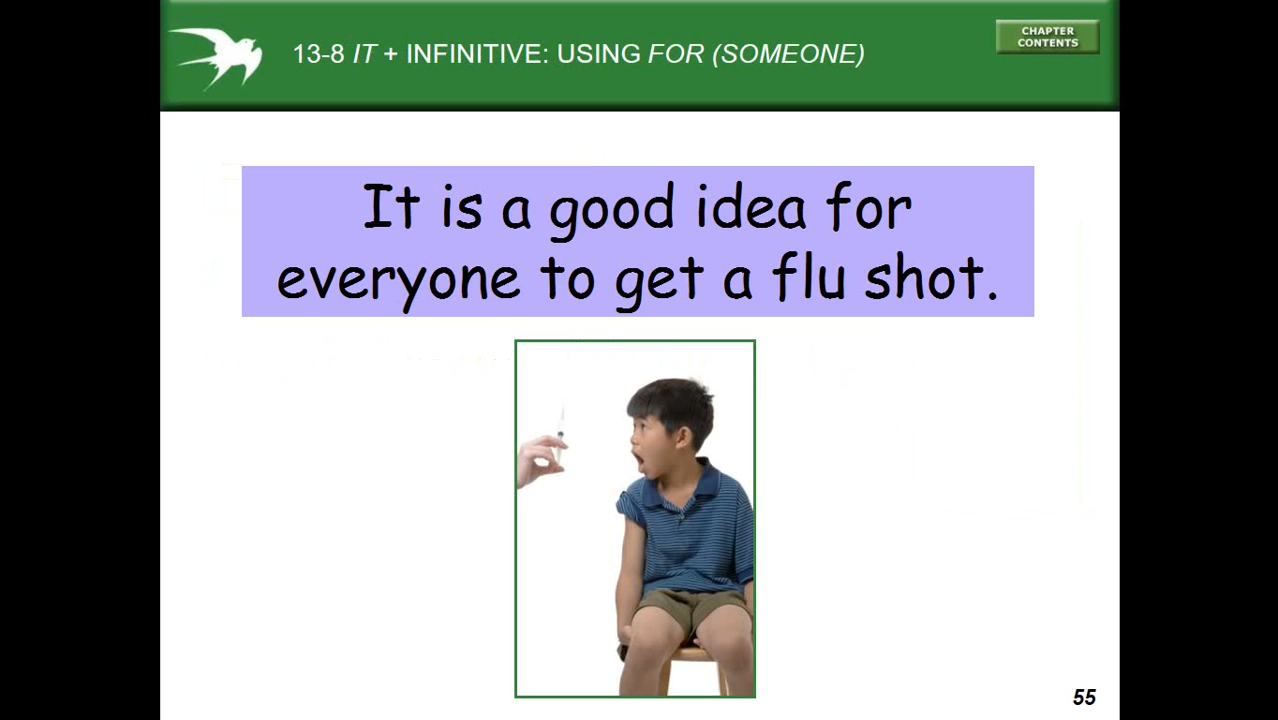 13-8 IT + INFINITIVE: USING FOR (SOMEONE)
CHAPTER
CONTENTS
It is a good idea for
everyone to get a flu shot.
55